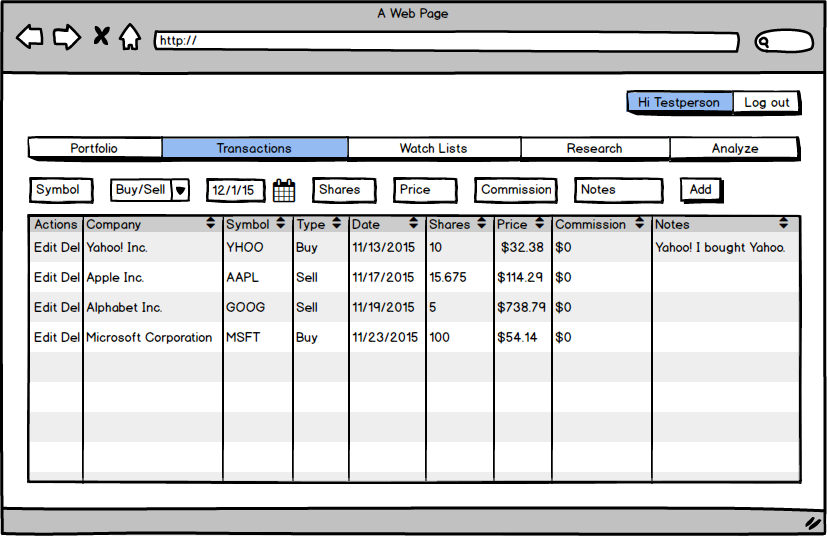 A Web Page
http://
Hi Testperson Log out
Portfolio Transactions Watch Lists Research Analyze
Symbol Buy/Sell 12/1/15 Shares Price Commission Notes Add
Actions Company Symbol Type Date Shares Price Commission Notes
Edit Del Yahoo! Inc. YHOO Buy 11/13/2015 10 $32.38 $0 Yahoo! I bought Yahoo.
Edit Del Apple Inc. AAPL Sell 11/17/2015 15.675 $114.29 $0
Edit Del Alphabet Inc. GOOG Sell 11/19/2015 5 $738.79 $0
Edit Del Microsoft Corporation MSFT Buy 11/23/2015 100 $54.14 $0